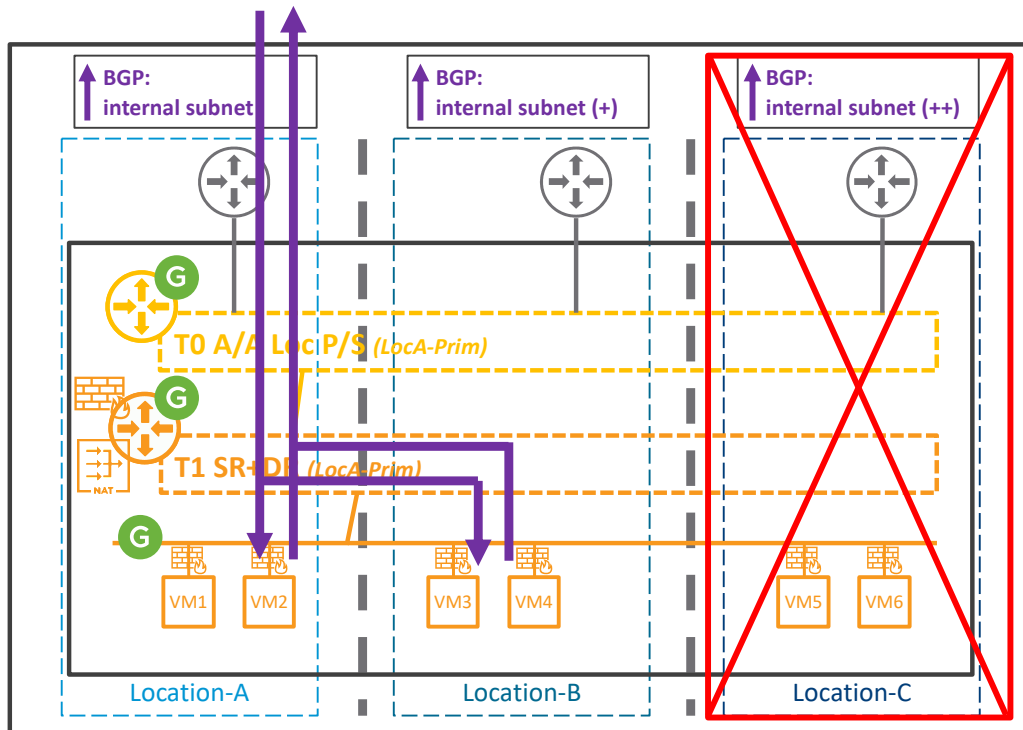 BGP:
internal subnet
BGP:
internal subnet (+)
BGP:
internal subnet (++)
G
T0 A/A Loc P/S (LocA-Prim)
G
T1 SR+DR (LocA-Prim)
NAT
G
VM1
VM2
VM3
VM4
VM5
VM6
Location-A
Location-B
Location-C